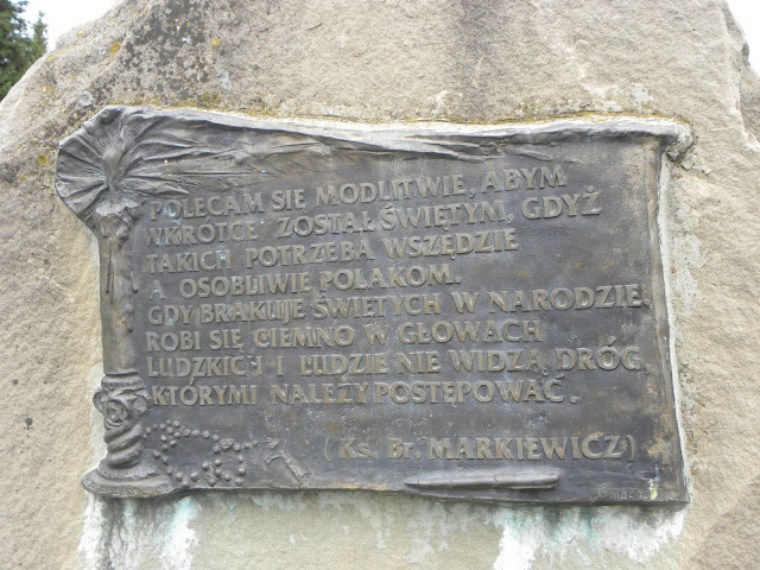 POLECAM SIĘ MODLITWIE, ABYM
WKRÓTCE ZOSTAŁ ŚWIĘTYM, GDYŻ
TAKICH POTRZEBA WSZĘDZIE
A OSOBLIWIE POLAKOM.
GDY BRAKUJE ŚWIĘTYCH W NARODZIE,
ROBI SIĘ CIEMNO W GŁOWACH
LUDZKICH I LUDZIE NIE WIDZĄ DRÓG,
KTÓRYMI NALEŻY POSTĘPOWAĆ.
(Ks. Br. MARKIEWICZ)